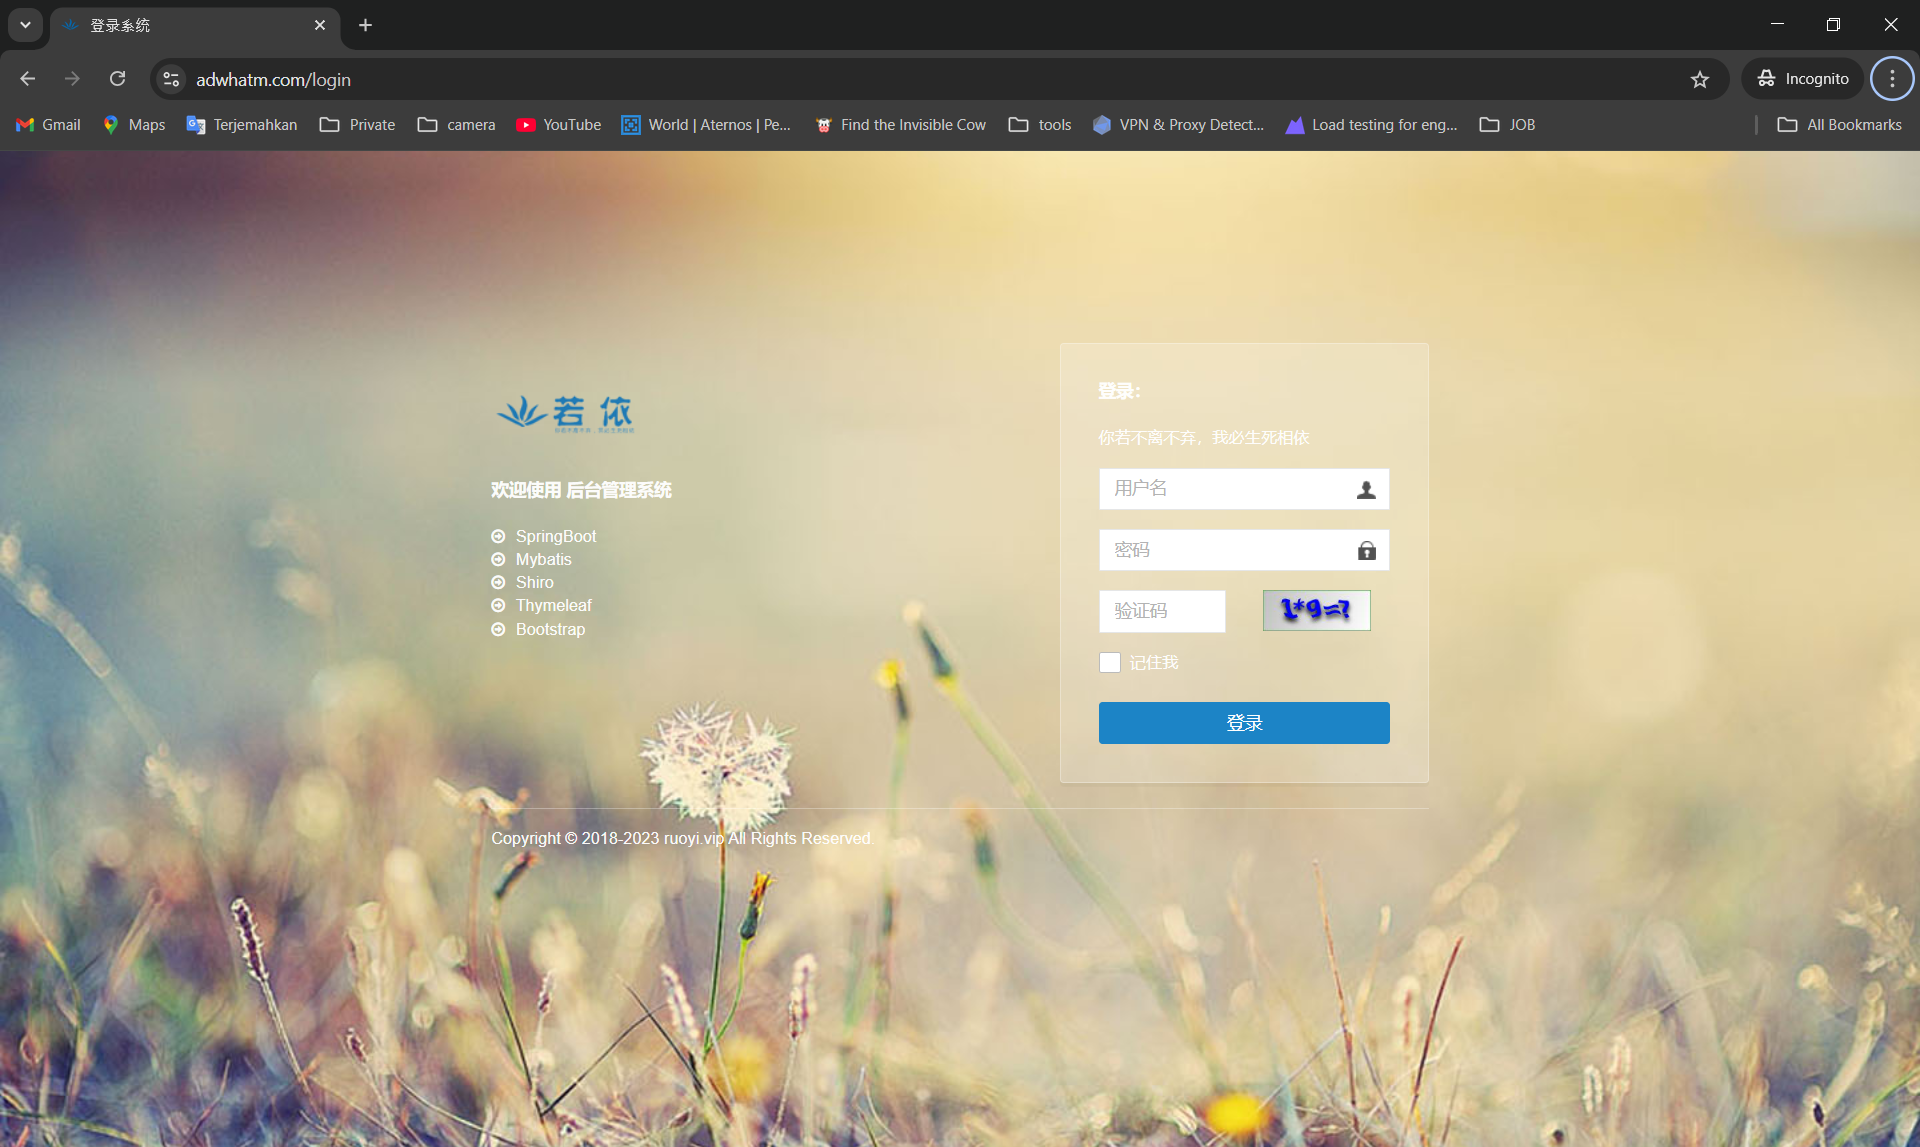 登录系统
adwhatm.com/login
Incognito
Gmail
Maps
Terjemahkan
Private
camera
YouTube
World | Aternos | Pe...
Find the Invisible Cow
tools
VPN & Proxy Detect...
Load testing for eng...
JOB
All Bookmarks
若依
欢迎使用 后台管理系统
SpringBoot
Mybatis
Shiro
Thymeleaf
Bootstrap
登录：
你若不离不弃，我必生死相依
用户名
密码
验证码
1*9=?
记住我
登录
Copyright © 2018-2023 ruoyi.vip All Rights Reserved.